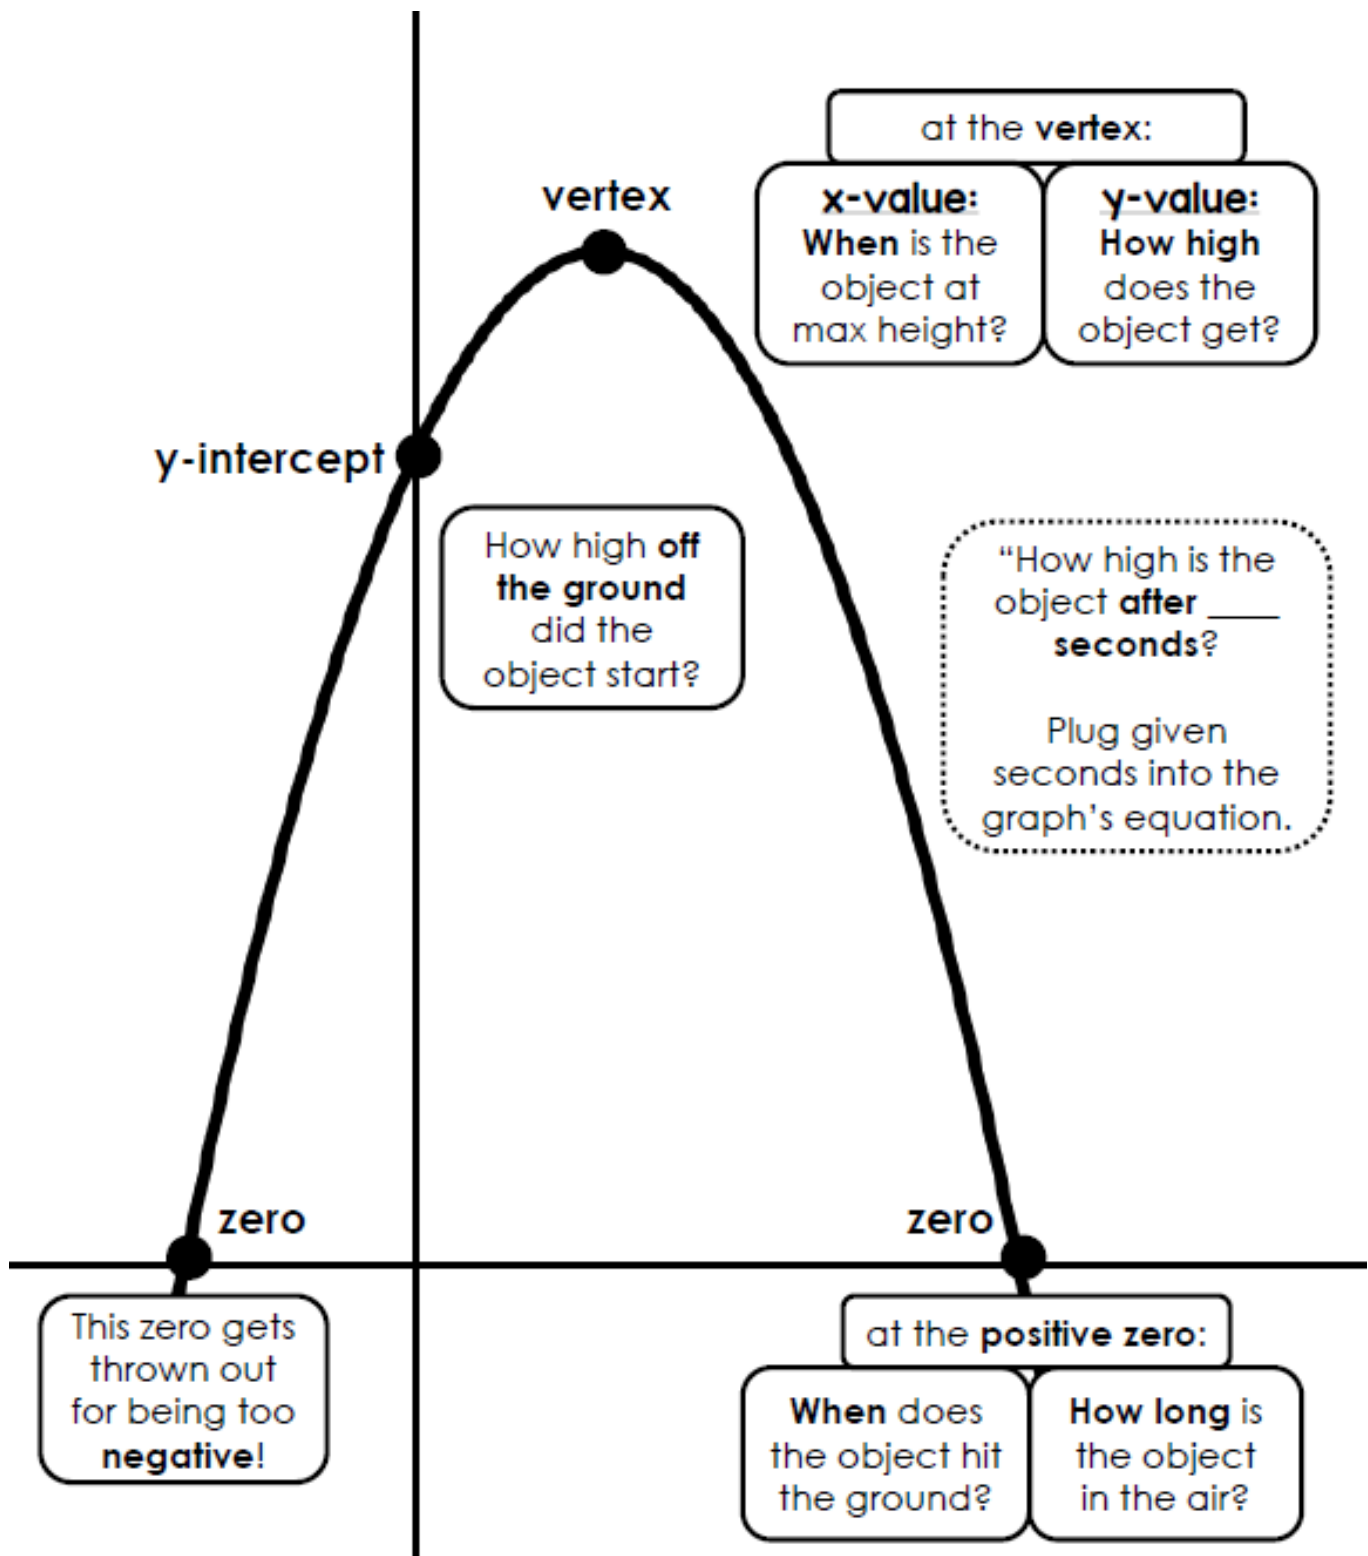 at the vertex:
vertex
x-value:
When is the
object at
max height?
y-value:
How high
does the
object get?
y-intercept
How high off
the ground
did the
object start?
“How high is the
object after ____
seconds?
Plug given
seconds into the
graph’s equation.
zero
zero
This zero gets
thrown out
for being too
negative!
at the positive zero:
When does
the object hit
the ground?
How long is
the object
in the air?